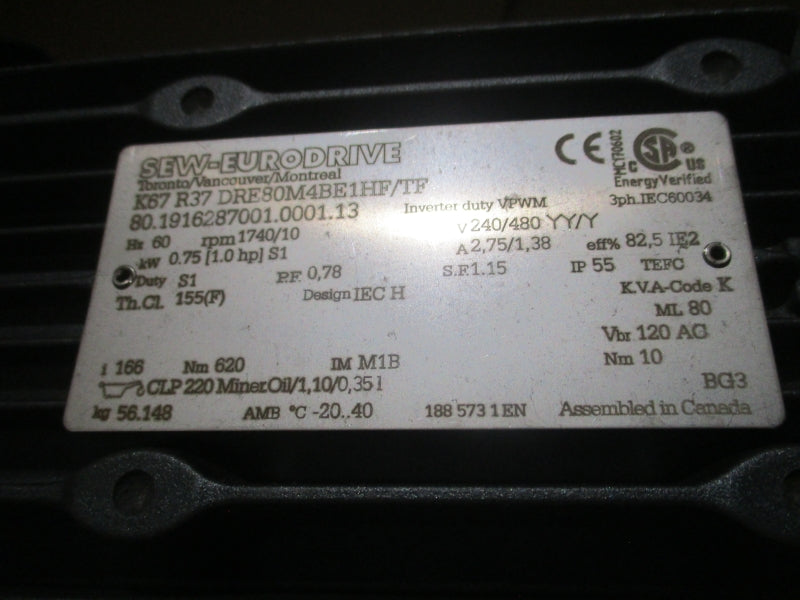 SEW-EURODRIVE
Toronto/Vancouver/Montreal
K67 R37 DRE80M4BE1HF/TF
80.1916287001.0001.13 Inverter duty VPWM 3ph.IEC60034
Hz 60 rpm 1740/10 V 240/480 YY/Y
kW 0.75 [1.0 hp] S1 A 2,75/1,38 eff% 82,5 IE2
Duty S1 P.F. 0,78 S.F.1.15 IP 55 TEFC
Th.Cl. 155(F) Design IEC H K.V.A-Code K
ML 80
Vbr 120 AC
i 166 Nm 620 IM M1B Nm 10
CLP 220 Miner.Oil/1,10/0,35 l BG3
kg 56.148 AMB °C -20..40 188 573 1 EN Assembled in Canada
CE
EMCTF0602
C SA US
®
EnergyVerified